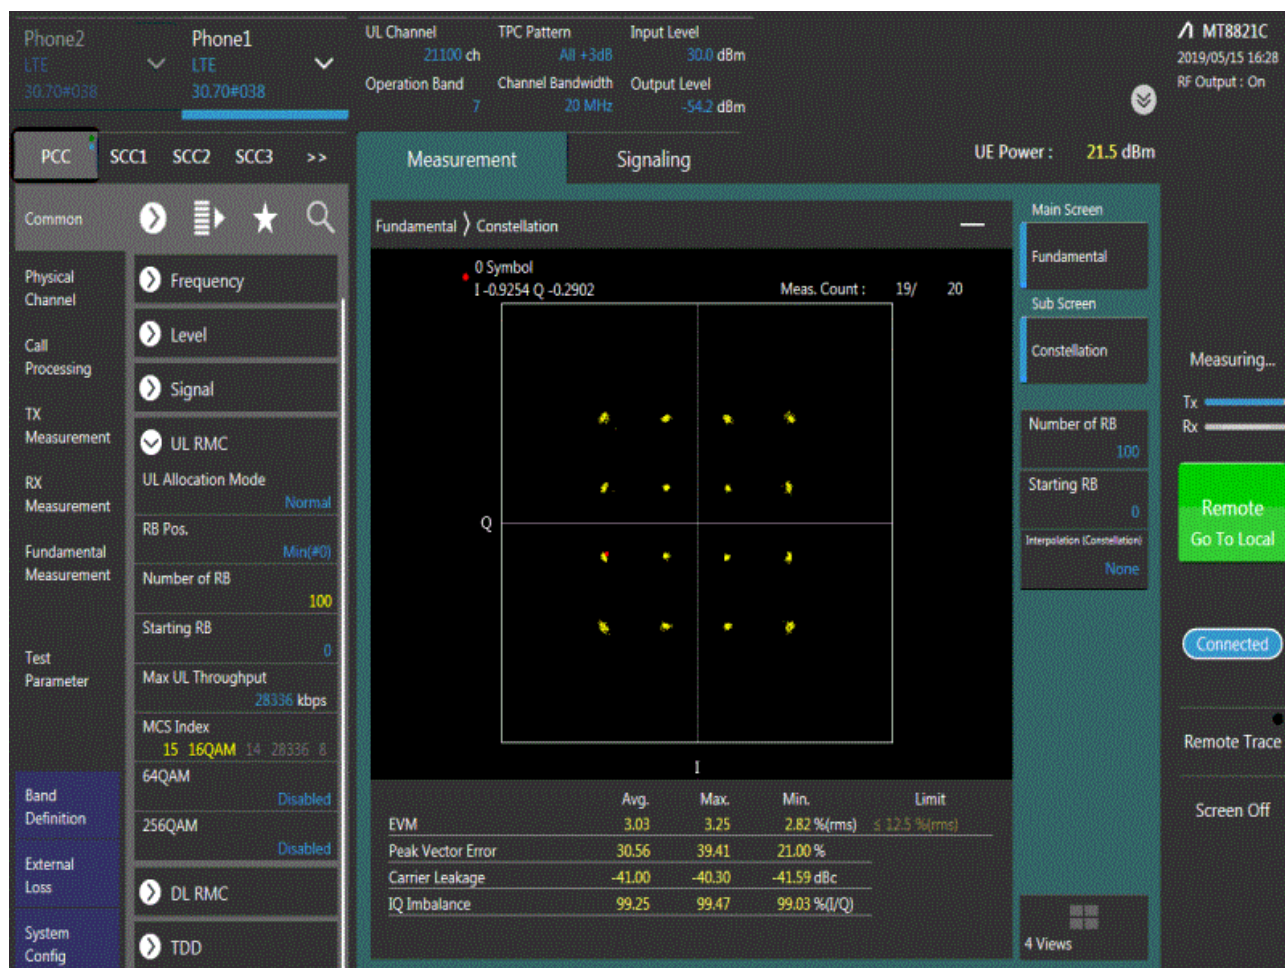 Phone2
LTE
30.70#038
Phone1
LTE
30.70#038
UL Channel
21100 ch
TPC Pattern
All +3dB
Input Level
30.0 dBm
Operation Band
7
Channel Bandwidth
20 MHz
Output Level
-54.2 dBm
MT8821C
2019/05/15 16:28
RF Output : On
PCC SCC1 SCC2 SCC3 >>
Measurement
Signaling
UE Power : 21.5 dBm
Common
Physical
Channel
Call
Processing
TX
Measurement
RX
Measurement
Fundamental
Measurement
Test
Parameter
Band
Definition
External
Loss
System
Config
Frequency
Level
Signal
UL RMC
UL Allocation Mode
Normal
RB Pos.
Min(#0)
Number of RB
100
Starting RB
0
Max UL Throughput
28336 kbps
MCS Index
15 16QAM 14 28336 8
64QAM
Disabled
256QAM
Disabled
DL RMC
TDD
Fundamental 〉 Constellation
0 Symbol
I -0.9254 Q -0.2902
Meas. Count : 19/ 20
Q
I
Avg. Max. Min. Limit
EVM 3.03 3.25 2.82 %(rms) ≤ 12.5 %(rms)
Peak Vector Error 30.56 39.41 21.00 %
Carrier Leakage -41.00 -40.30 -41.59 dBc
IQ Imbalance 99.25 99.47 99.03 %(I/Q)
Main Screen
Fundamental
Sub Screen
Constellation
Number of RB
100
Starting RB
0
Interpolation (Constellation)
None
4 Views
Measuring...
Tx
Rx
Remote
Go To Local
Connected
Remote Trace
Screen Off